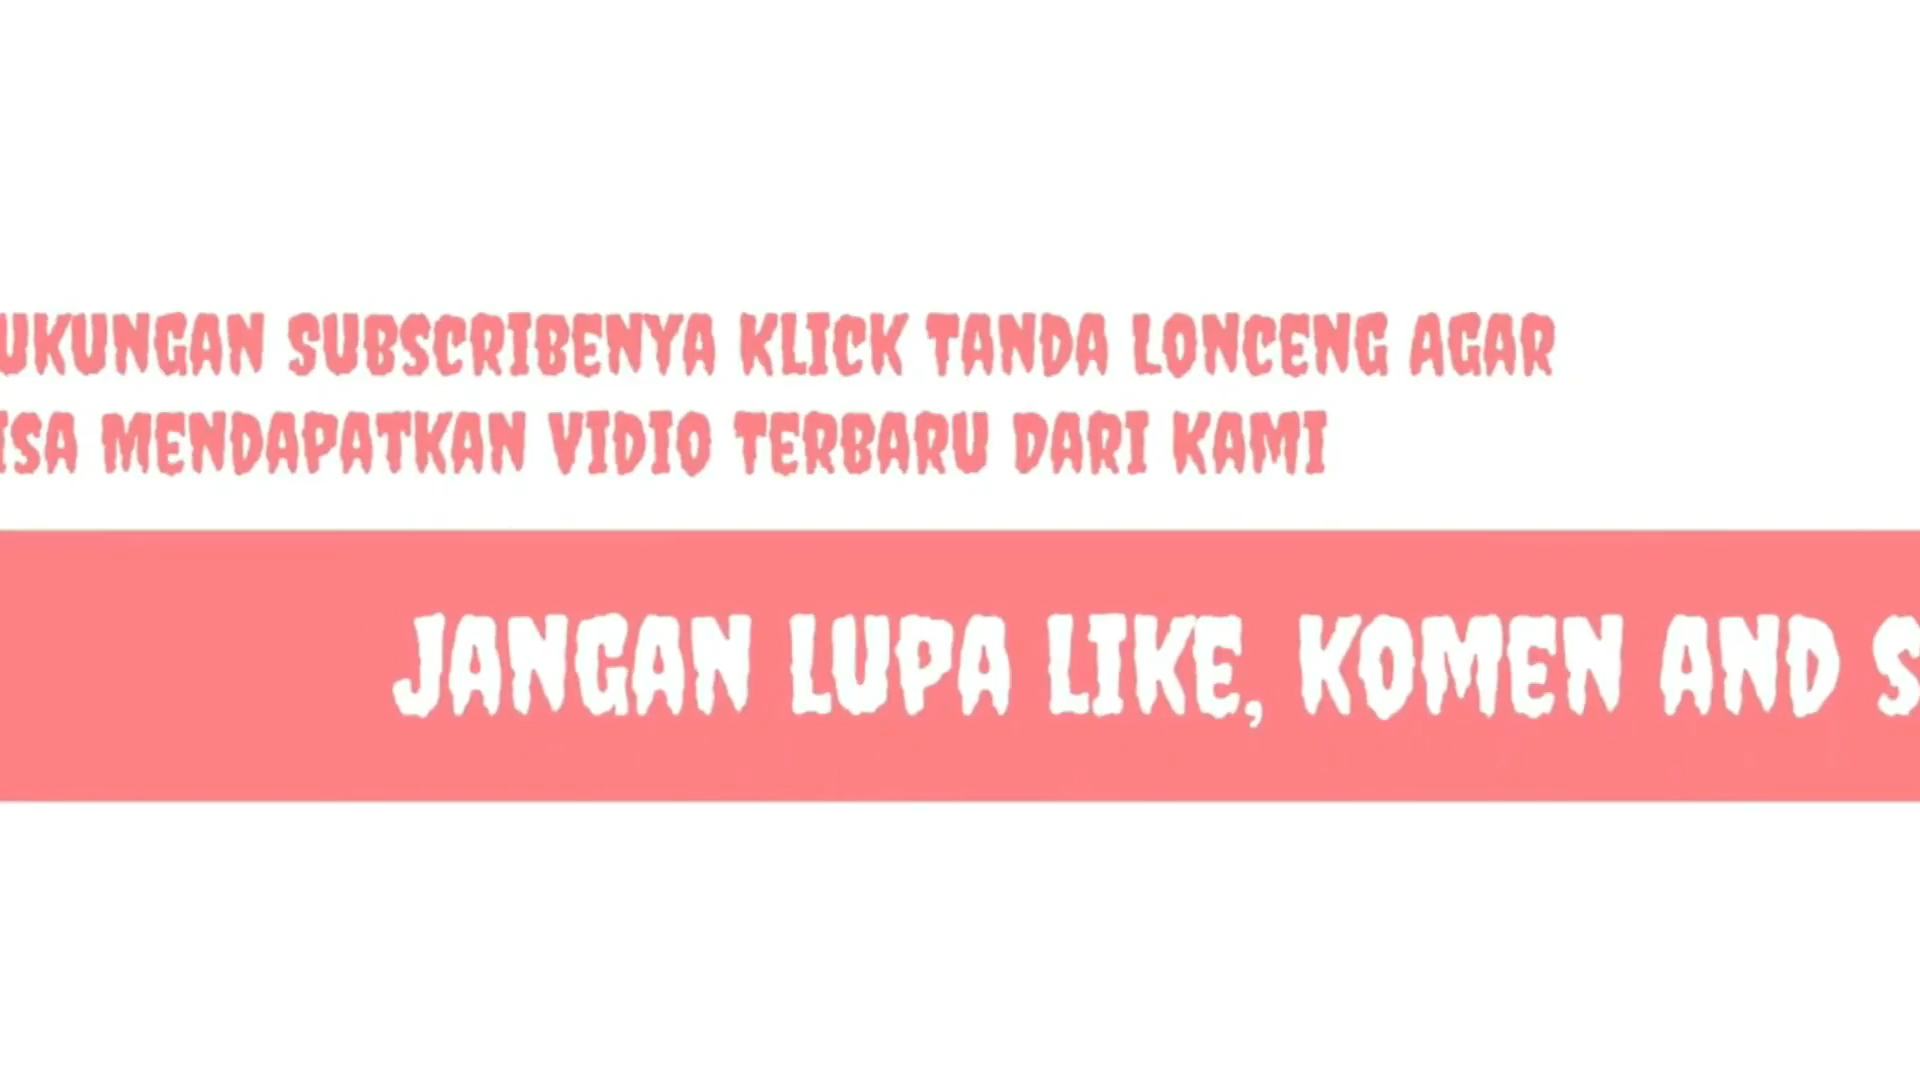 UKUNGAN SUBSCRIBENYA KLICK TANDA LONCENG AGAR
ISA MENDAPATKAN VIDIO TERBARU DARI KAMI
JANGAN LUPA LIKE, KOMEN AND S